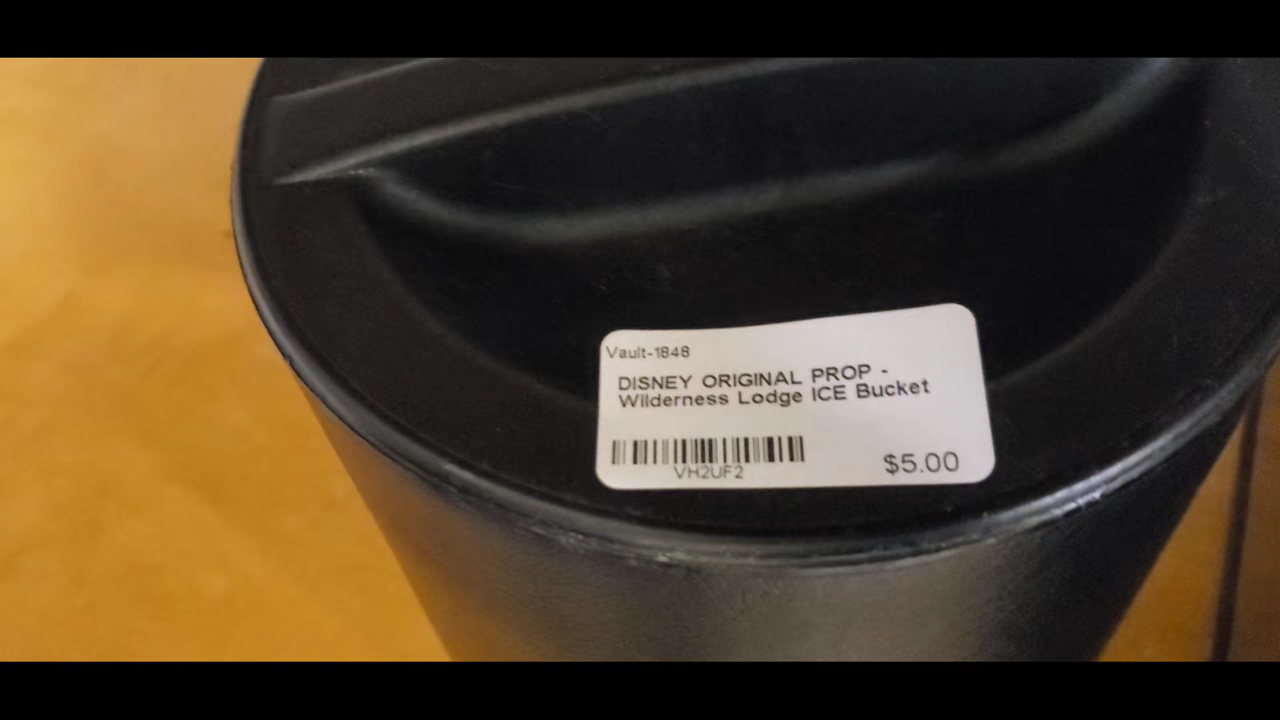 Vault-1848
DISNEY ORIGINAL PROP -
Wilderness Lodge ICE Bucket
VH2UF2
$5.00